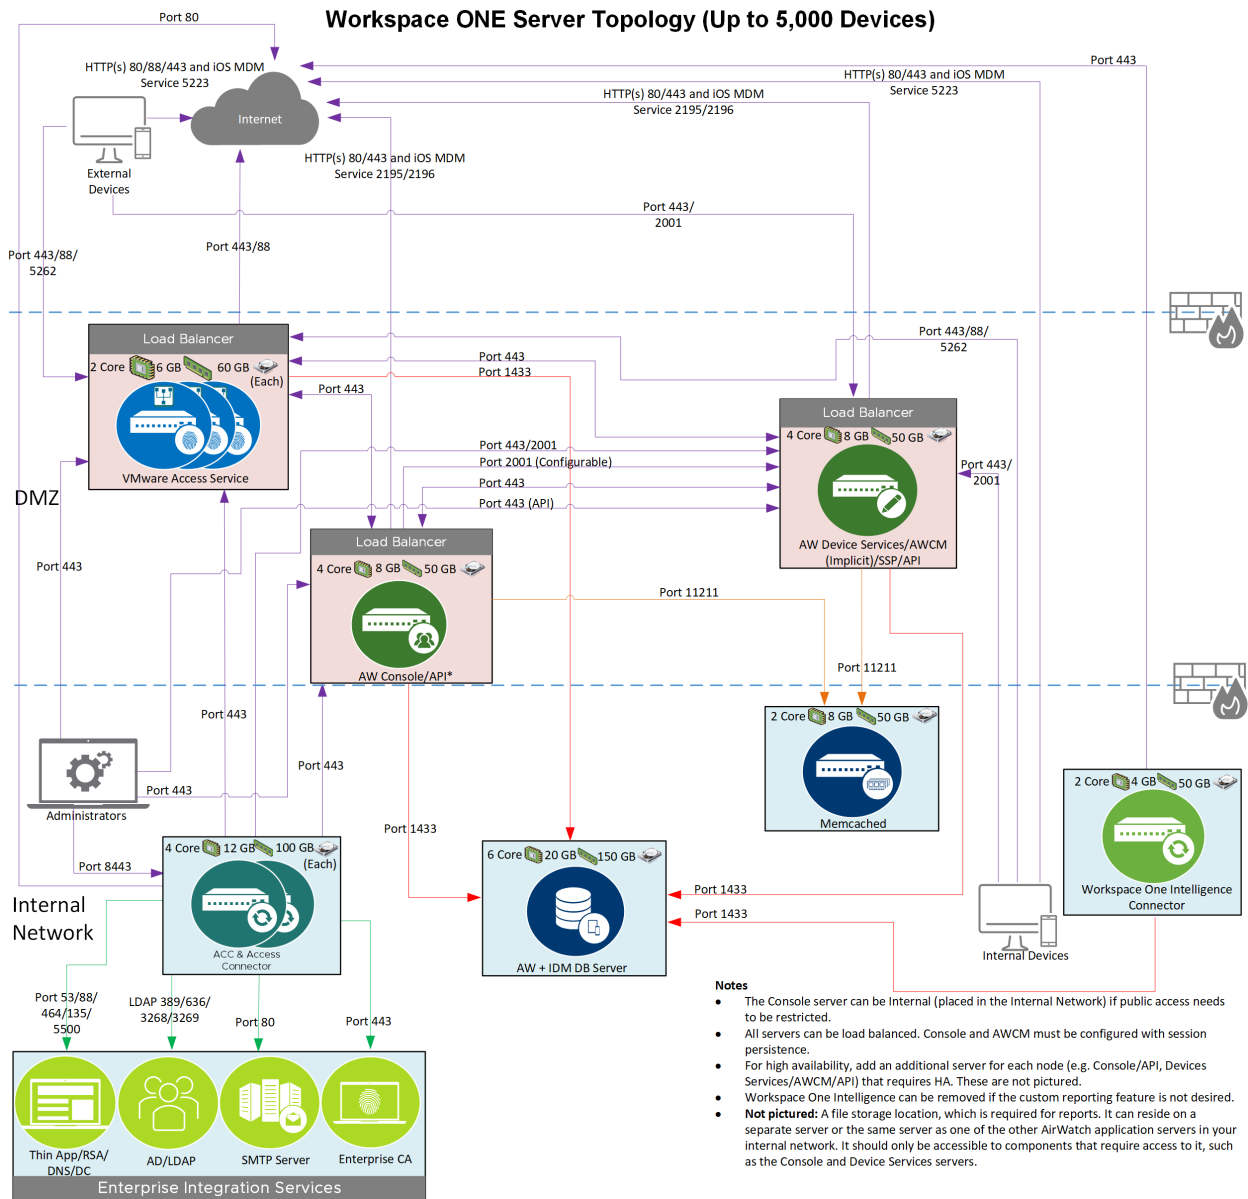 Workspace ONE Server Topology (Up to 5,000 Devices)
Port 80
HTTP(s) 80/88/443 and iOS MDM
Service 5223
Port 443
HTTP(s) 80/443 and iOS MDM
Service 5223
HTTP(s) 80/443 and iOS MDM
Service 2195/2196
Internet
HTTP(s) 80/443 and iOS MDM
Service 2195/2196
External
Devices
Port 443/
2001
Port 443/88/
5262
Port 443/88
Load Balancer
2 Core
6 GB
60 GB
(Each)
VMware Access Service
Port 443
Port 1433
Port 443
Port 443/88/
5262
Load Balancer
4 Core
8 GB
50 GB
AW Device Services/AWCM
(Implicit)/SSP/API
Port 443/2001
Port 2001 (Configurable)
Port 443
Port 443 (API)
Port 443/
2001
DMZ
Port 443
Load Balancer
4 Core
8 GB
50 GB
AW Console/API*
Port 11211
Port 11211
Port 443
Port 443
2 Core
8 GB
50 GB
Memcached
Administrators
Port 443
Port 8443
Port 1433
2 Core
4 GB
50 GB
Workspace One Intelligence
Connector
4 Core
12 GB
100 GB
(Each)
ACC & Access
Connector
6 Core
20 GB
150 GB
AW + IDM DB Server
Port 1433
Port 1433
Internal Devices
Internal
Network
Port 53/88/
464/135/
5500
LDAP 389/636/
3268/3269
Port 80
Port 443
Thin App/RSA/
DNS/DC
AD/LDAP
SMTP Server
Enterprise CA
Enterprise Integration Services
Notes
• The Console server can be Internal (placed in the Internal Network) if public access needs
to be restricted.
• All servers can be load balanced. Console and AWCM must be configured with session
persistence.
• For high availability, add an additional server for each node (e.g. Console/API, Devices
Services/AWCM/API) that requires HA. These are not pictured.
• Workspace One Intelligence can be removed if the custom reporting feature is not desired.
• Not pictured: A file storage location, which is required for reports. It can reside on a
separate server or the same server as one of the other AirWatch application servers in your
internal network. It should only be accessible to components that require access to it, such
as the Console and Device Services servers.